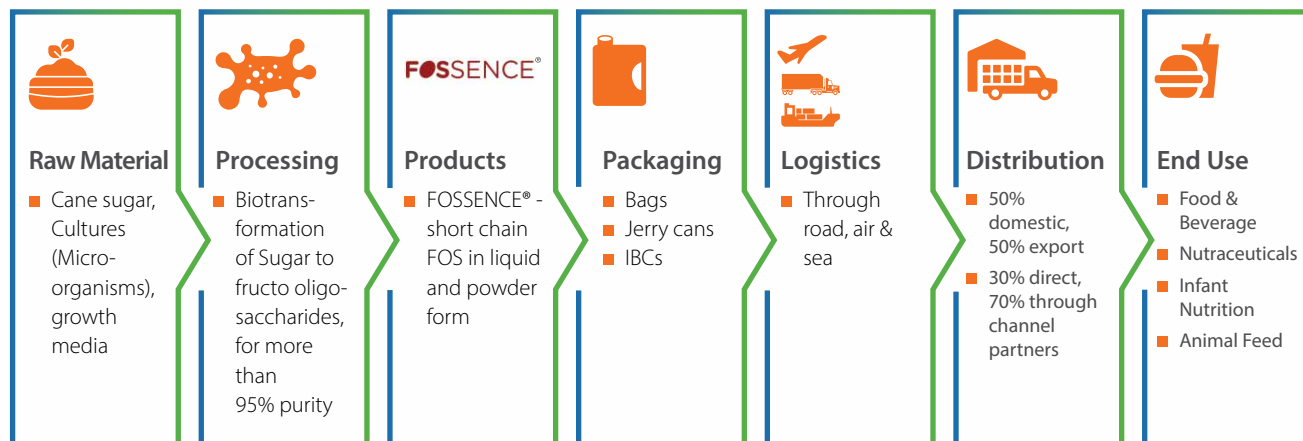 FOSSENCE®
Raw Material
Cane sugar,
Cultures
(Micro-
organisms),
growth
media
Processing
Biotrans-
formation
of Sugar to
fructo oligo-
saccharides,
for more
than
95% purity
Products
FOSSENCE® -
short chain
FOS in liquid
and powder
form
Packaging
Bags
Jerry cans
IBCs
Logistics
Through
road, air &
sea
Distribution
50%
domestic,
50% export
30% direct,
70% through
channel
partners
End Use
Food &
Beverage
Nutraceuticals
Infant
Nutrition
Animal Feed